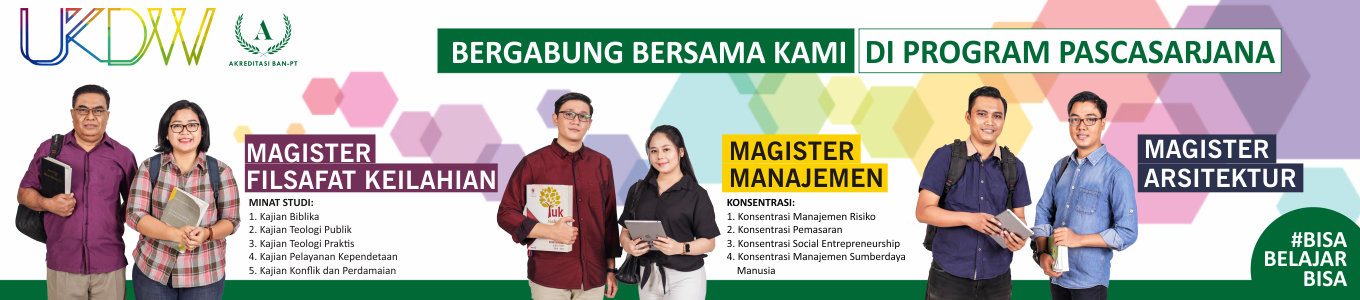 UKDW
A
AKREDITASI BAN-PT
BERGABUNG BERSAMA KAMI DI PROGRAM PASCASARJANA
MAGISTER
FILSAFAT KEILAHIAN
MINAT STUDI:
1. Kajian Biblika
2. Kajian Teologi Publik
3. Kajian Teologi Praktis
4. Kajian Pelayanan Kependetaan
5. Kajian Konflik dan Perdamaian
uk
MAGISTER
MANAJEMEN
KONSENTRASI:
1. Konsentrasi Manajemen Risiko
2. Konsentrasi Pemasaran
3. Konsentrasi Social Entrepreneurship
4. Konsentrasi Manajemen Sumberdaya
Manusia
MAGISTER
ARSITEKTUR
#BISA
BELAJAR
BISA